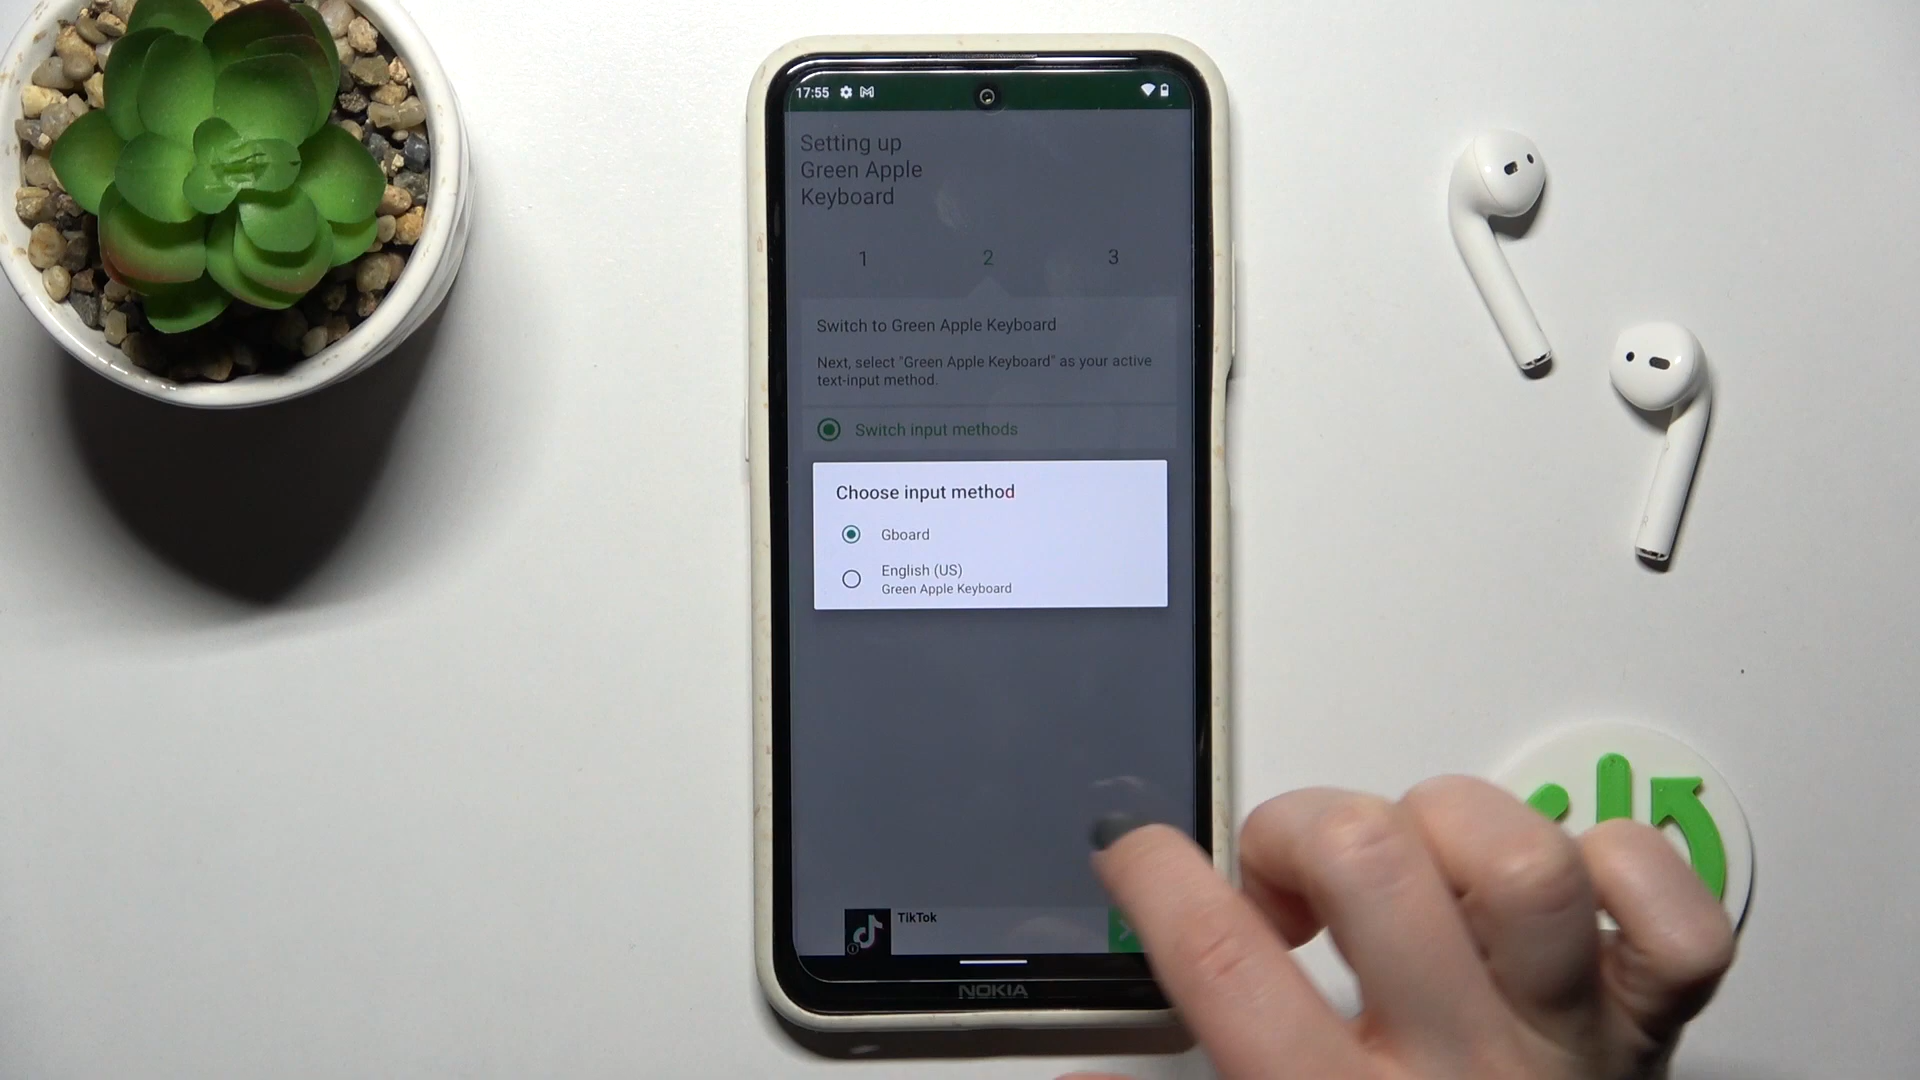 17:55
Setting up
Green Apple
Keyboard
1 2 3
Switch to Green Apple Keyboard
Next, select "Green Apple Keyboard" as your active
text-input method.
Switch input methods
Choose input method
Gboard
English (US)
Green Apple Keyboard
TikTok
NOKIA